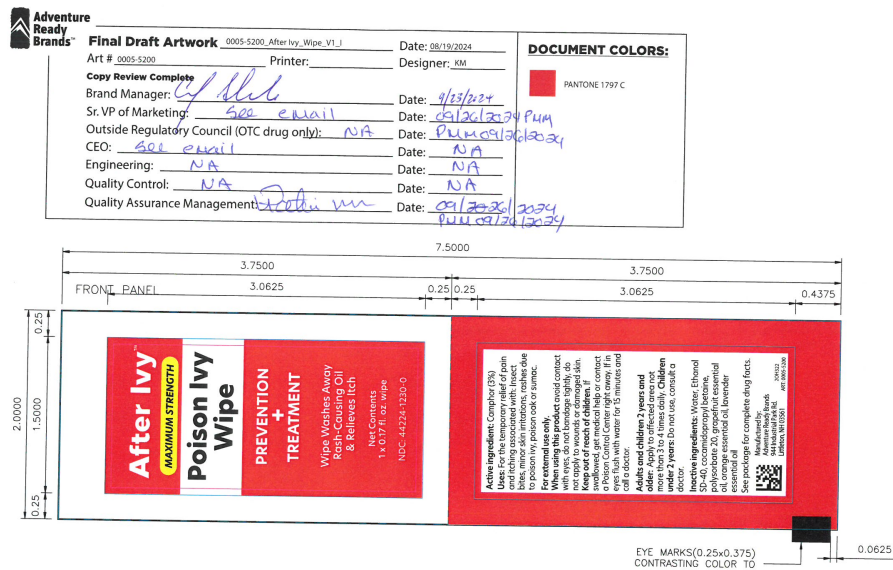 Adventure
Ready
Brands™
Final Draft Artwork 0005-5200_After Ivy_Wipe_V1_I Date: 08/19/2024
Art # 0005-5200 Printer: Designer: KM
Copy Review Complete
Brand Manager: Date: 9/23/2024
Sr. VP of Marketing: See email Date: 09/26/2024 PMM
Outside Regulatory Council (OTC drug only): NA Date: PMM 09/26/2024
CEO: See email Date: NA
Engineering: NA Date: NA
Quality Control: NA Date: NA
Quality Assurance Management: Date: 09/26/2024
PMM 09/26/2024
DOCUMENT COLORS:
PANTONE 1797 C
7.5000
3.7500 3.7500
FRONT PANEL 3.0625 0.25 0.25 3.0625 0.4375
0.25
2.0000
1.5000
0.25
After Ivy™
MAXIMUM STRENGTH
Poison Ivy
Wipe
PREVENTION
+
TREATMENT
Wipe Washes Away
Rash-Causing Oil
& Relieves Itch
Net Contents
1 x 0.17 fl. oz. wipe
NDC: 44224-1230-0
Active ingredient: Camphor (3%)
Uses: For the temporary relief of pain
and itching associated with: Insect
bites, minor skin irritations, rashes due
to poison ivy, poison oak or sumac.
For external use only.
When using this product avoid contact
with eyes, do not bandage tightly, do
not apply to wounds or damaged skin.
Keep out of reach of children. If
swallowed, get medical help or contact
a Poison Control Center right away. If in
eyes flush with water for 15 minutes and
call a doctor.
Adults and Children 2 years and
older: Apply to affected area not
more than 3 to 4 times daily. Children
under 2 years: Do not use, consult a
doctor.
Inactive ingredients: Water, Ethanol
SD-40, cocamidopropyl betaine,
polysorbate 20, grapefruit essential
oil, orange essential oil, lavender
essential oil
See package for complete drug facts.
Manufactured by:
Adventure Ready Brands
944 Industrial Park Rd.
Littleton, NH 03561
ART: 0005-5200
EYE MARKS(0.25x0.375)
CONTRASTING COLOR TO
0.0625